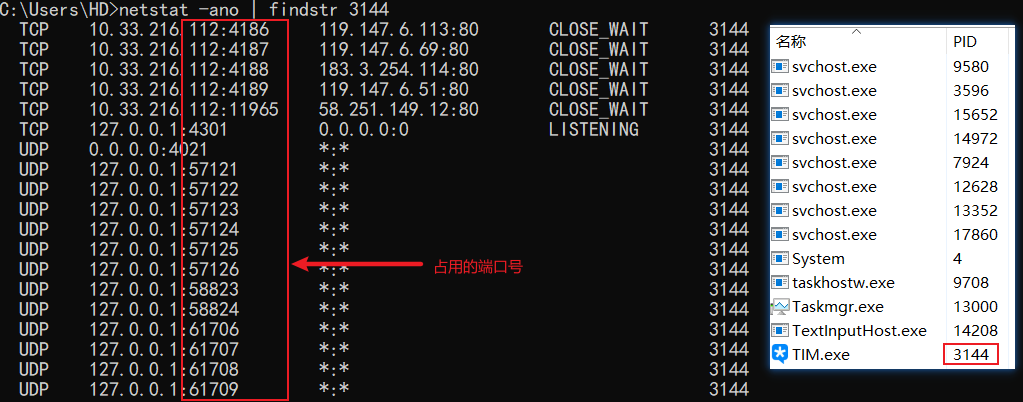 C:\Users\HD>netstat -ano | findstr 3144
TCP 10.33.216.112:4186 119.147.6.113:80 CLOSE_WAIT 3144
TCP 10.33.216.112:4187 119.147.6.69:80 CLOSE_WAIT 3144
TCP 10.33.216.112:4188 183.3.254.114:80 CLOSE_WAIT 3144
TCP 10.33.216.112:4189 119.147.6.51:80 CLOSE_WAIT 3144
TCP 10.33.216.112:11965 58.251.149.12:80 CLOSE_WAIT 3144
TCP 127.0.0.1:4301 0.0.0.0:0 LISTENING 3144
UDP 0.0.0.0:4021 *:* 3144
UDP 127.0.0.1:57121 *:* 3144
UDP 127.0.0.1:57122 *:* 3144
UDP 127.0.0.1:57123 *:* 3144
UDP 127.0.0.1:57124 *:* 3144
UDP 127.0.0.1:57125 *:* 3144
UDP 127.0.0.1:57126 *:* 3144
UDP 127.0.0.1:58823 *:* 3144
UDP 127.0.0.1:58824 *:* 3144
UDP 127.0.0.1:61706 *:* 3144
UDP 127.0.0.1:61707 *:* 3144
UDP 127.0.0.1:61708 *:* 3144
UDP 127.0.0.1:61709 *:* 3144
占用的端口号
名称 PID
svchost.exe 9580
svchost.exe 3596
svchost.exe 15652
svchost.exe 14972
svchost.exe 7924
svchost.exe 12628
svchost.exe 13352
svchost.exe 17860
System 4
taskhostw.exe 9708
Taskmgr.exe 13000
TextInputHost.exe 14208
TIM.exe 3144